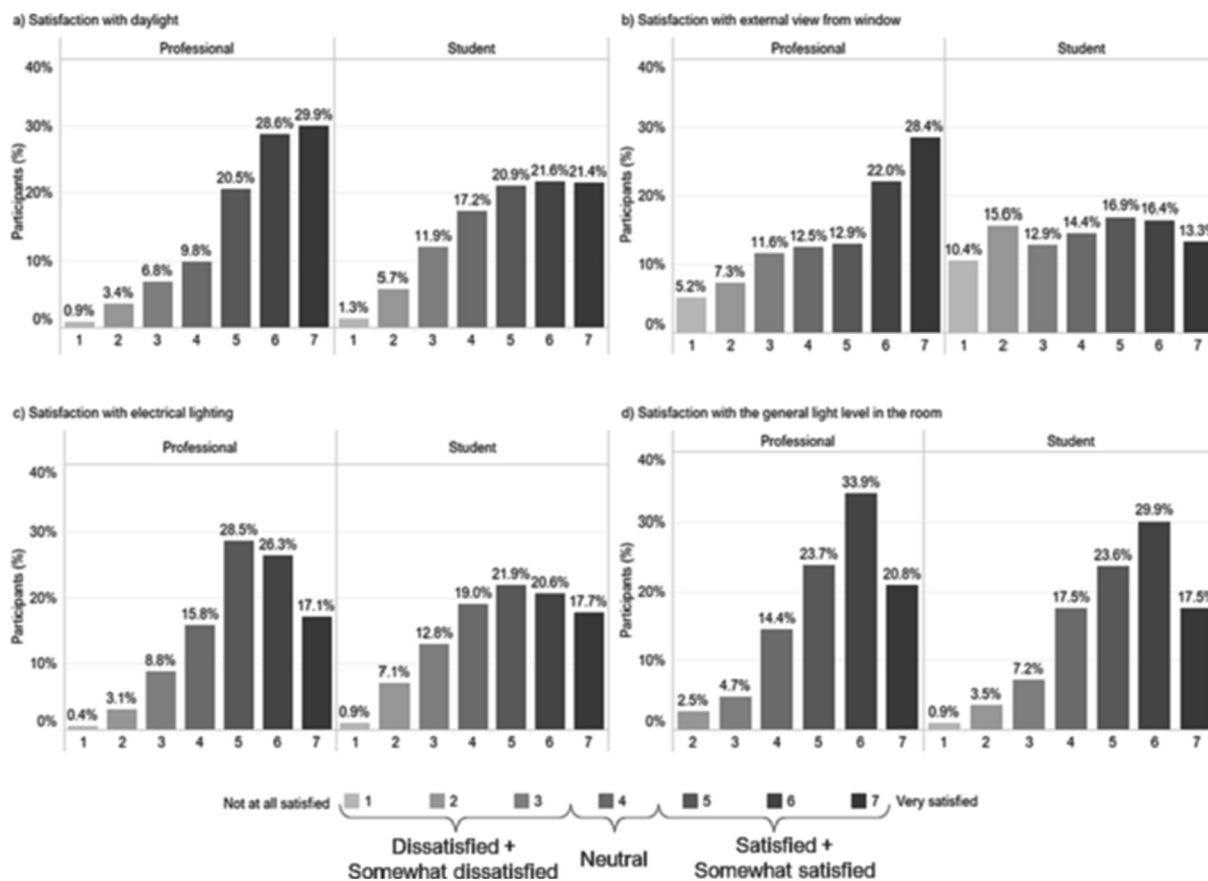 a) Satisfaction with daylight
Professional
Student
Participants (%)
40%
30%
20%
10%
0%
0.9%
3.4%
6.8%
9.8%
20.5%
28.6%
29.9%
1.3%
5.7%
11.9%
17.2%
20.9%
21.6%
21.4%
1 2 3 4 5 6 7
1 2 3 4 5 6 7
b) Satisfaction with external view from window
Professional
Student
Participants (%)
40%
30%
20%
10%
0%
5.2%
7.3%
11.6%
12.5%
12.9%
22.0%
28.4%
10.4%
15.6%
12.9%
14.4%
16.9%
16.4%
13.3%
1 2 3 4 5 6 7
1 2 3 4 5 6 7
c) Satisfaction with electrical lighting
Professional
Student
Participants (%)
40%
30%
20%
10%
0%
0.4%
3.1%
8.8%
15.8%
28.5%
26.3%
17.1%
0.9%
7.1%
12.8%
19.0%
21.9%
20.6%
17.7%
1 2 3 4 5 6 7
1 2 3 4 5 6 7
d) Satisfaction with the general light level in the room
Professional
Student
Participants (%)
40%
30%
20%
10%
0%
2.5%
4.7%
14.4%
23.7%
33.9%
20.8%
0.9%
3.5%
7.2%
17.5%
23.6%
29.9%
17.5%
2 3 4 5 6 7
1 2 3 4 5 6 7
Not at all satisfied 1 2 3 4 5 6 7 Very satisfied
Dissatisfied +
Somewhat dissatisfied
Neutral
Satisfied +
Somewhat satisfied